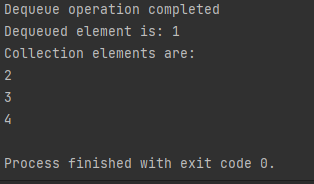 Dequeue operation completed
Dequeued element is: 1
Collection elements are:
2
3
4
Process finished with exit code 0.